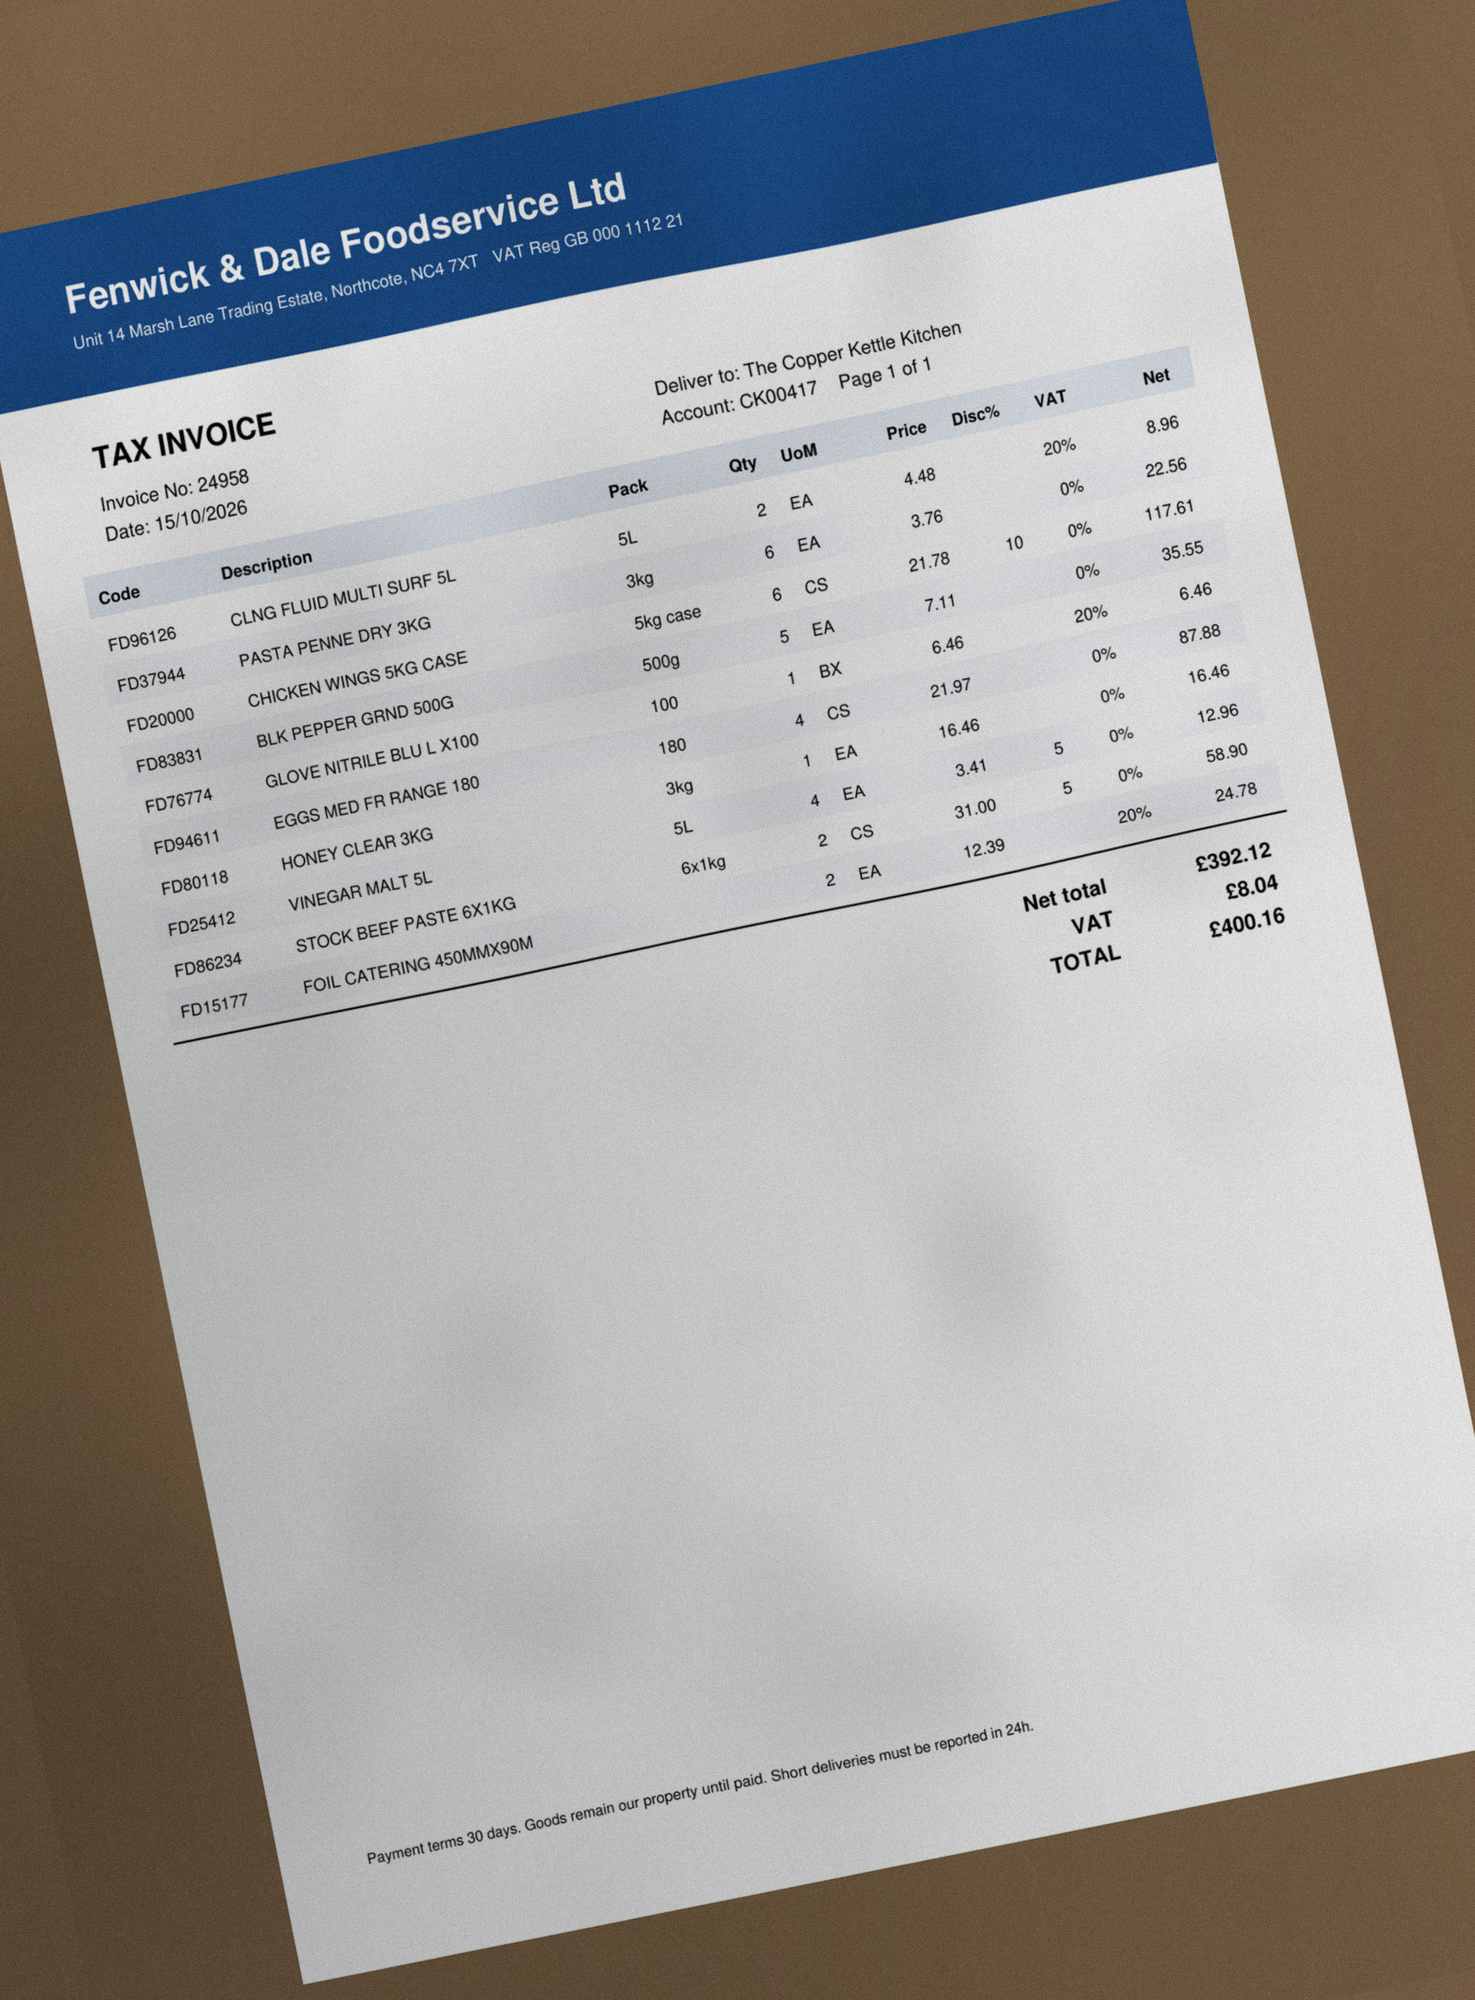 Fenwick & Dale Foodservice Ltd
Unit 14 Marsh Lane Trading Estate, Northcote, NC4 7XT VAT Reg GB 000 1112 21
TAX INVOICE
Invoice No: 24958
Date: 15/10/2026
Deliver to: The Copper Kettle Kitchen
Account: CK00417 Page 1 of 1
Code Description Pack Qty UoM Price Disc% VAT Net
FD96126 CLNG FLUID MULTI SURF 5L 5L 2 EA 4.48 20% 8.96
FD37944 PASTA PENNE DRY 3KG 3kg 6 EA 3.76 0% 22.56
FD20000 CHICKEN WINGS 5KG CASE 5kg case 6 CS 21.78 10 0% 117.61
FD83831 BLK PEPPER GRND 500G 500g 5 EA 7.11 0% 35.55
FD76774 GLOVE NITRILE BLU L X100 100 1 BX 6.46 20% 6.46
FD94611 EGGS MED FR RANGE 180 180 4 CS 21.97 0% 87.88
FD80118 HONEY CLEAR 3KG 3kg 1 EA 16.46 0% 16.46
FD25412 VINEGAR MALT 5L 5L 4 EA 3.41 5 0% 12.96
FD86234 STOCK BEEF PASTE 6X1KG 6x1kg 2 CS 31.00 5 0% 58.90
FD15177 FOIL CATERING 450MMX90M 2 EA 12.39 20% 24.78
Net total £392.12
VAT £8.04
TOTAL £400.16
Payment terms 30 days. Goods remain our property until paid. Short deliveries must be reported in 24h.